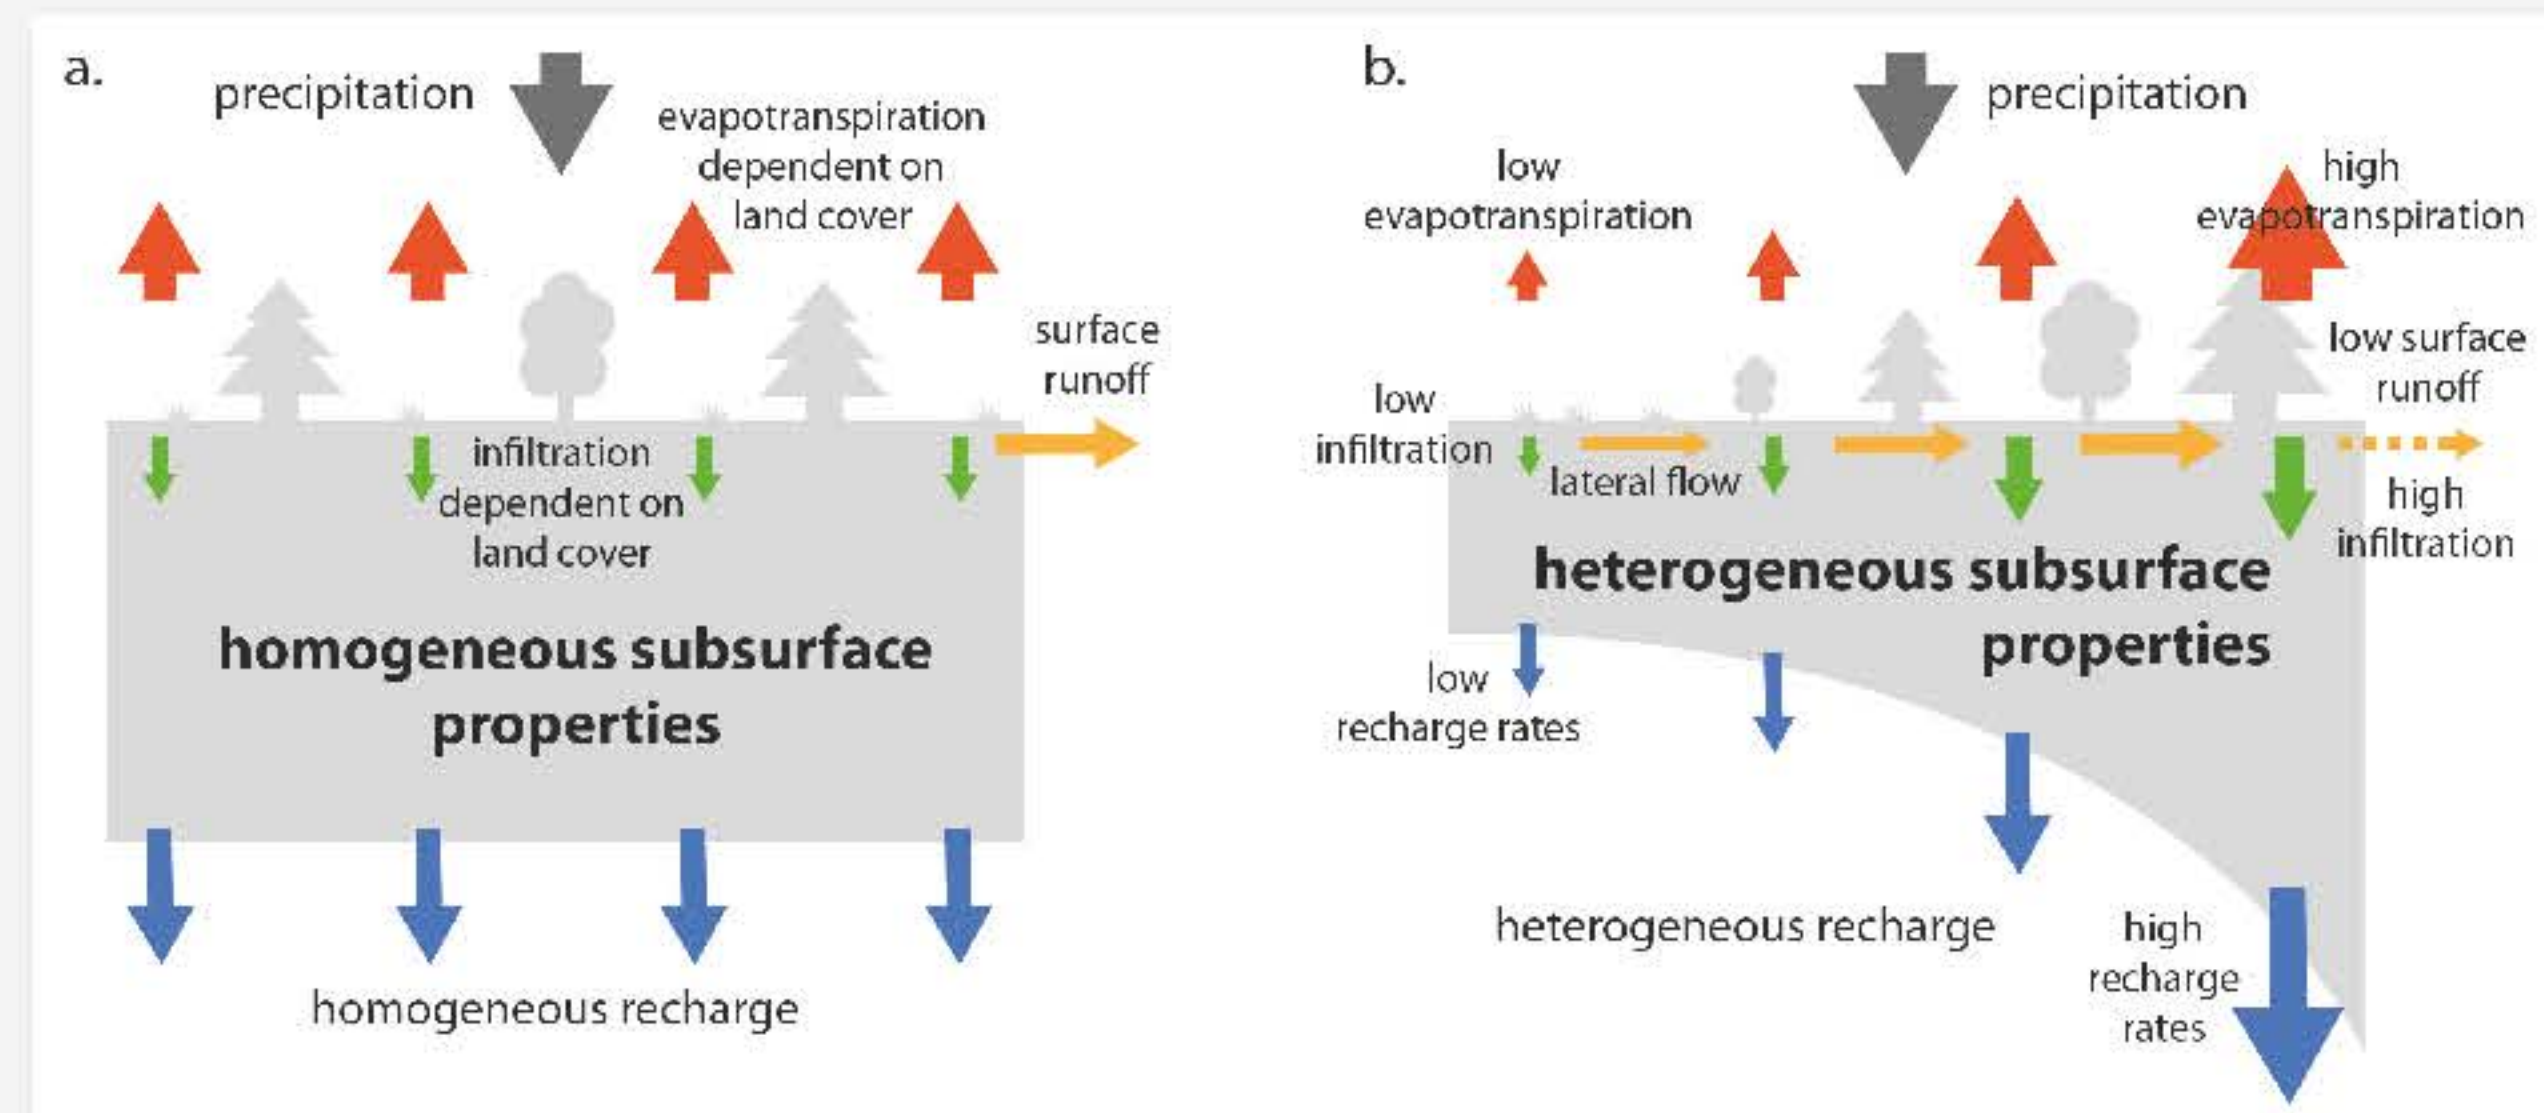 a.
precipitation
evapotranspiration
dependent on
land cover
surface
runoff
infiltration
dependent on
land cover
homogeneous subsurface
properties
homogeneous recharge
b.
precipitation
low
evapotranspiration
high
evapotranspiration
low surface
runoff
low
infiltration
lateral flow
high
infiltration
heterogeneous subsurface
properties
low
recharge rates
heterogeneous recharge
high
recharge
rates